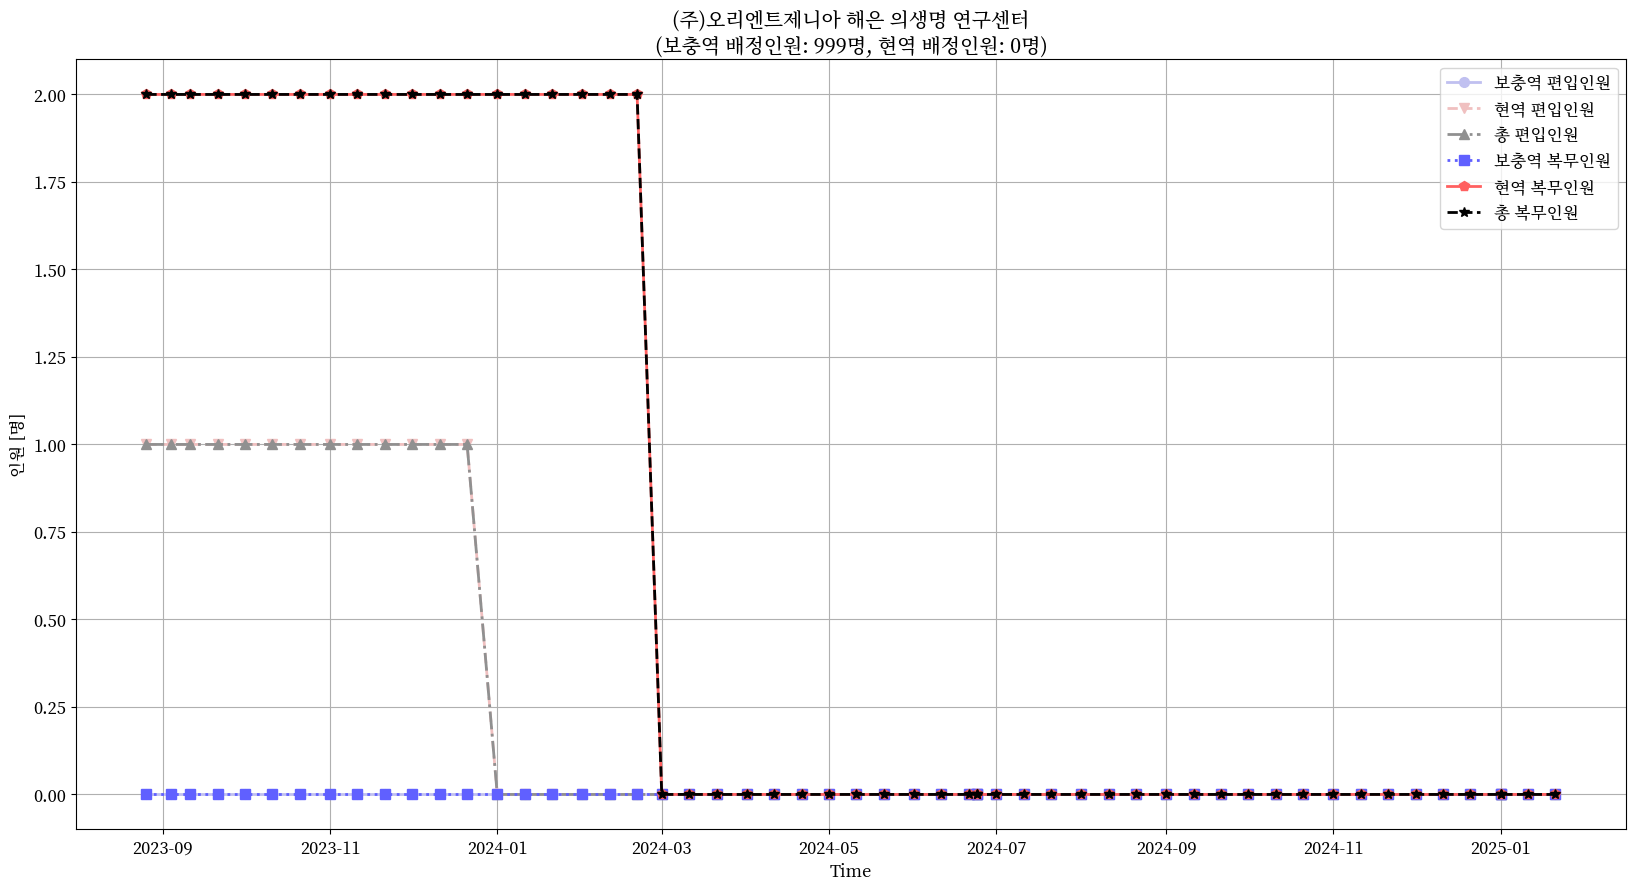 (주)오리엔트제니아 해은 의생명 연구센터
(보충역 배정인원: 999명, 현역 배정인원: 0명)
보충역 편입인원
현역 편입인원
총 편입인원
보충역 복무인원
현역 복무인원
총 복무인원
인원 [명]
2.00
1.75
1.50
1.25
1.00
0.75
0.50
0.25
0.00
2023-09 2023-11 2024-01 2024-03 2024-05 2024-07 2024-09 2024-11 2025-01
Time